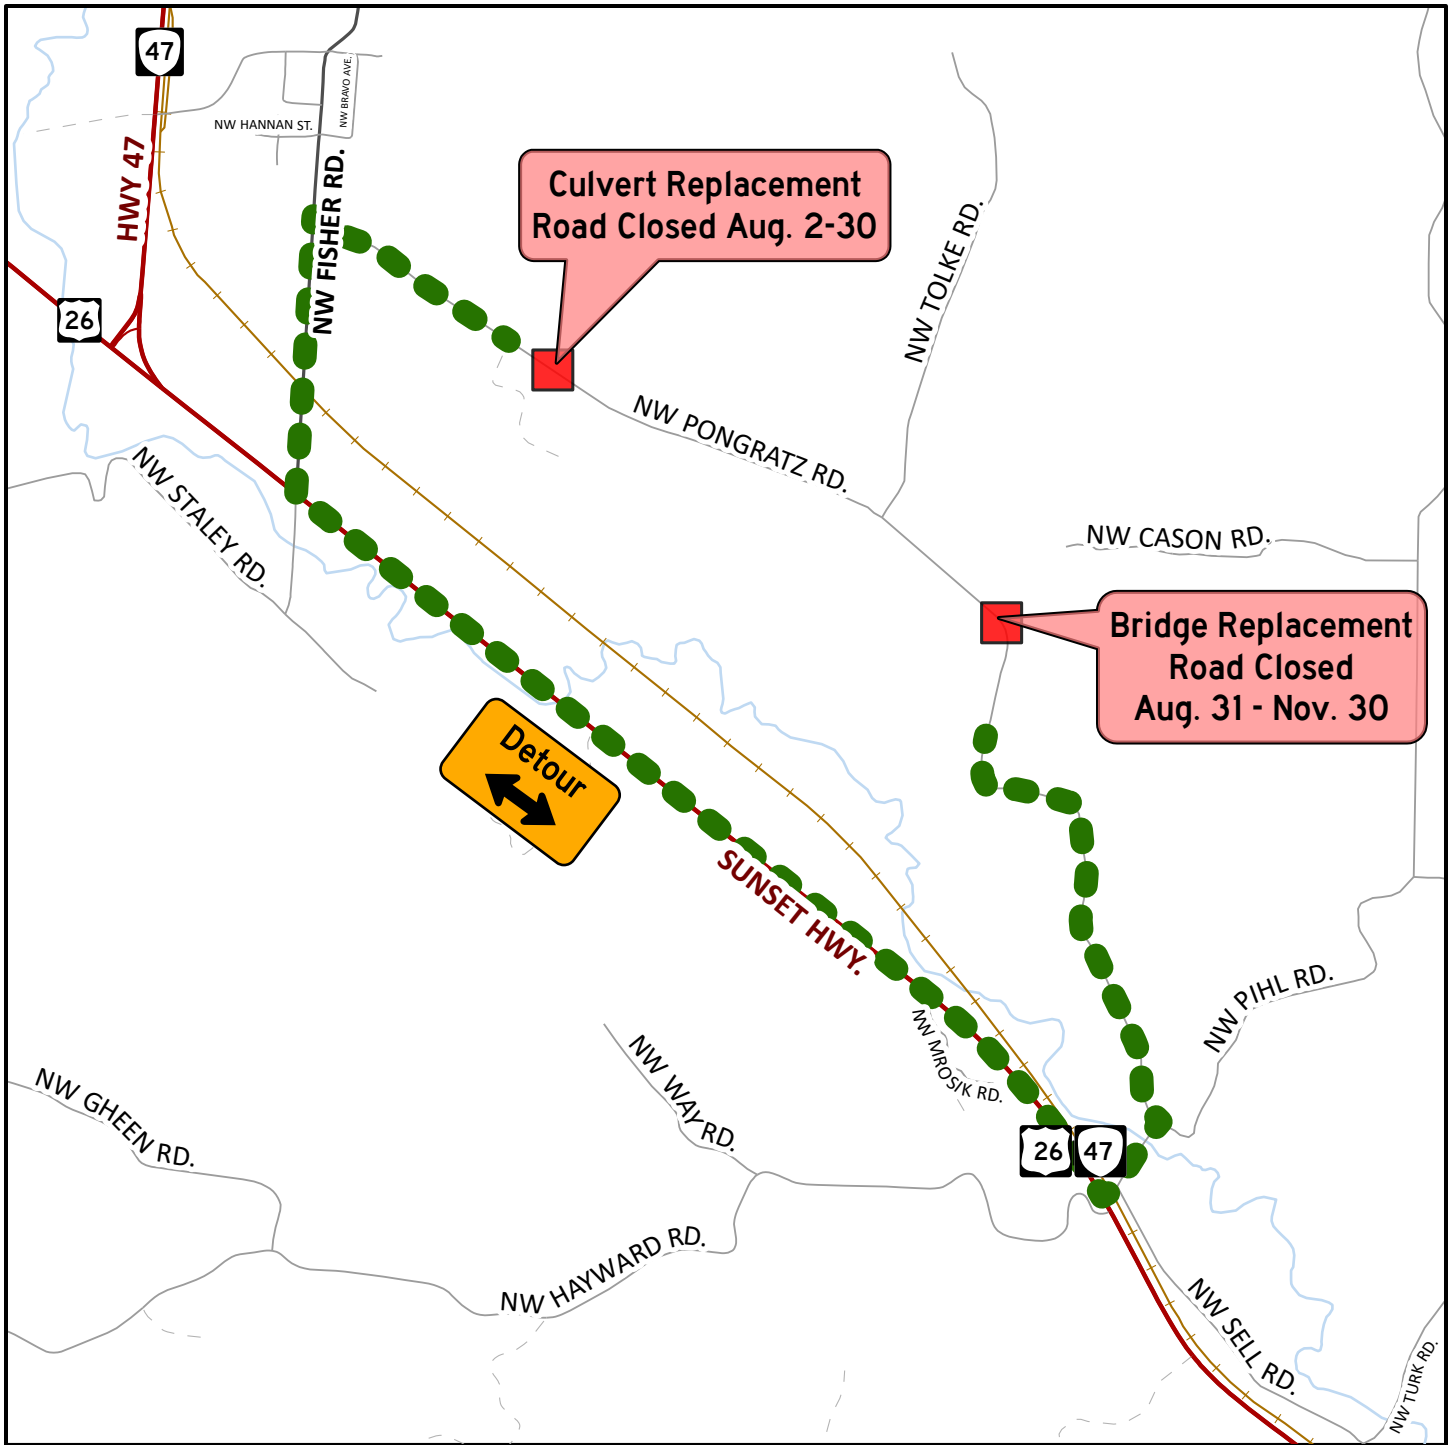 47
NW BRAVO AVE.
NW HANNAN ST.
HWY 47
NW FISHER RD.
Culvert Replacement
Road Closed Aug. 2-30
NW TOLKE RD.
26
NW PONGRATZ RD.
NW STALEY RD.
NW CASON RD.
Bridge Replacement
Road Closed
Aug. 31 - Nov. 30
Detour
SUNSET HWY.
NW PIHL RD.
NW MROSIK RD.
NW WAY RD.
NW GHEEN RD.
26
47
NW HAYWARD RD.
NW SELL RD.
NW TURK RD.